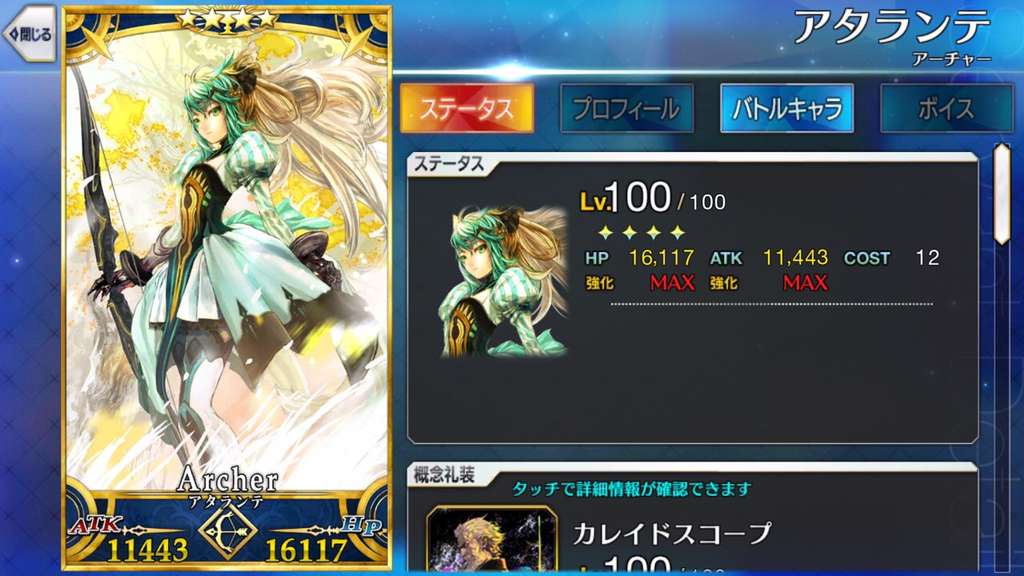 閉じる
Archer
アタランテ
ATK
11443
HP
16117
アタランテ
アーチャー
ステータス
プロフィール
バトルキャラ
ボイス
ステータス
Lv.100/100
HP 16,117 ATK 11,443 COST 12
強化 MAX 強化 MAX
概念礼装
タッチで詳細情報が確認できます
カレイドスコープ
Lv.100/100